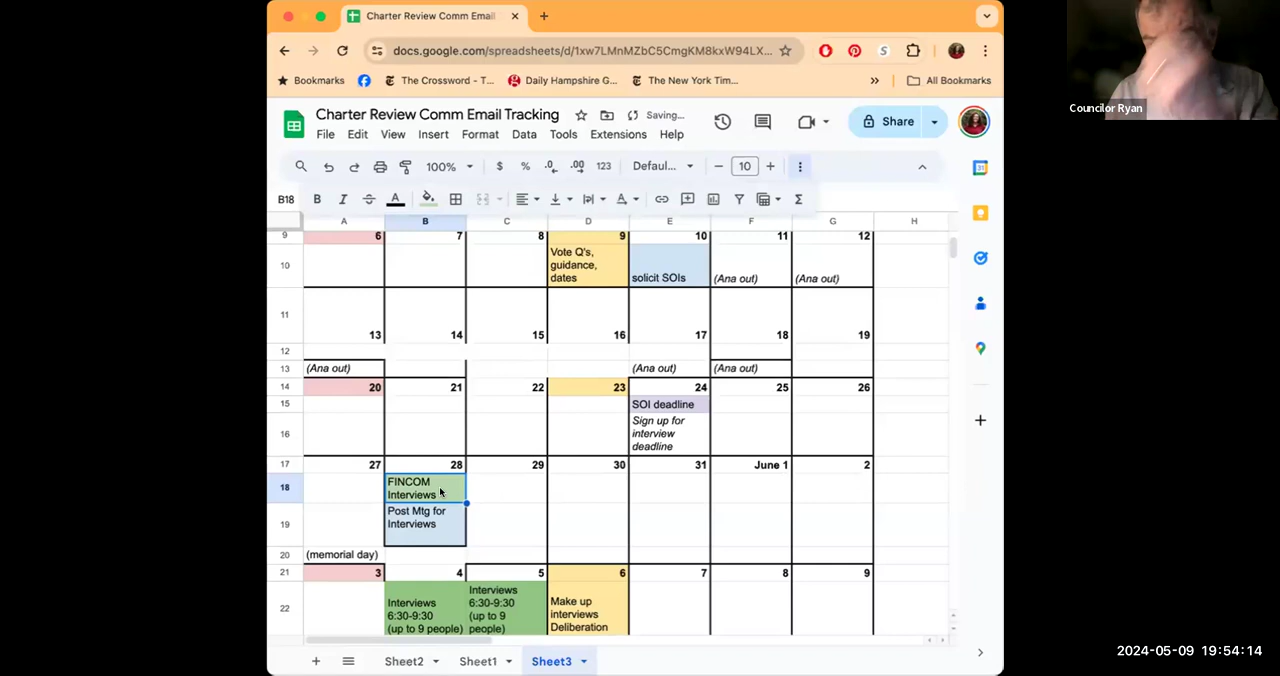 Charter Review Comm Email
docs.google.com/spreadsheets/d/1xw7LMnMZbC5CmgKM8kxW94LX...
Bookmarks
The Crossword - T...
Daily Hampshire G...
The New York Tim...
»
All Bookmarks
Charter Review Comm Email Tracking
Saving...
File Edit View Insert Format Data Tools Extensions Help
Share
100% $ % .0 .00 123 Defaul... − 10 +
B18 B I A Σ
A B C D E F G H
9 6 7 8 9 10 11 12
10
Vote Q's,
guidance,
dates
solicit SOIs
(Ana out)
(Ana out)
11 13 14 15 16 17 18 19
12
13 (Ana out) (Ana out) (Ana out)
14 20 21 22 23 24 25 26
15 SOI deadline
16
Sign up for
interview
deadline
17 27 28 29 30 31 June 1 2
18
FINCOM
Interviews
19
Post Mtg for
Interviews
20 (memorial day)
21 3 4 5 6 7 8 9
22
Interviews
6:30-9:30
(up to 9 people)
Interviews
6:30-9:30
(up to 9
people)
Make up
interviews
Deliberation
Sheet2 Sheet1 Sheet3
Councilor Ryan
2024-05-09 19:54:14